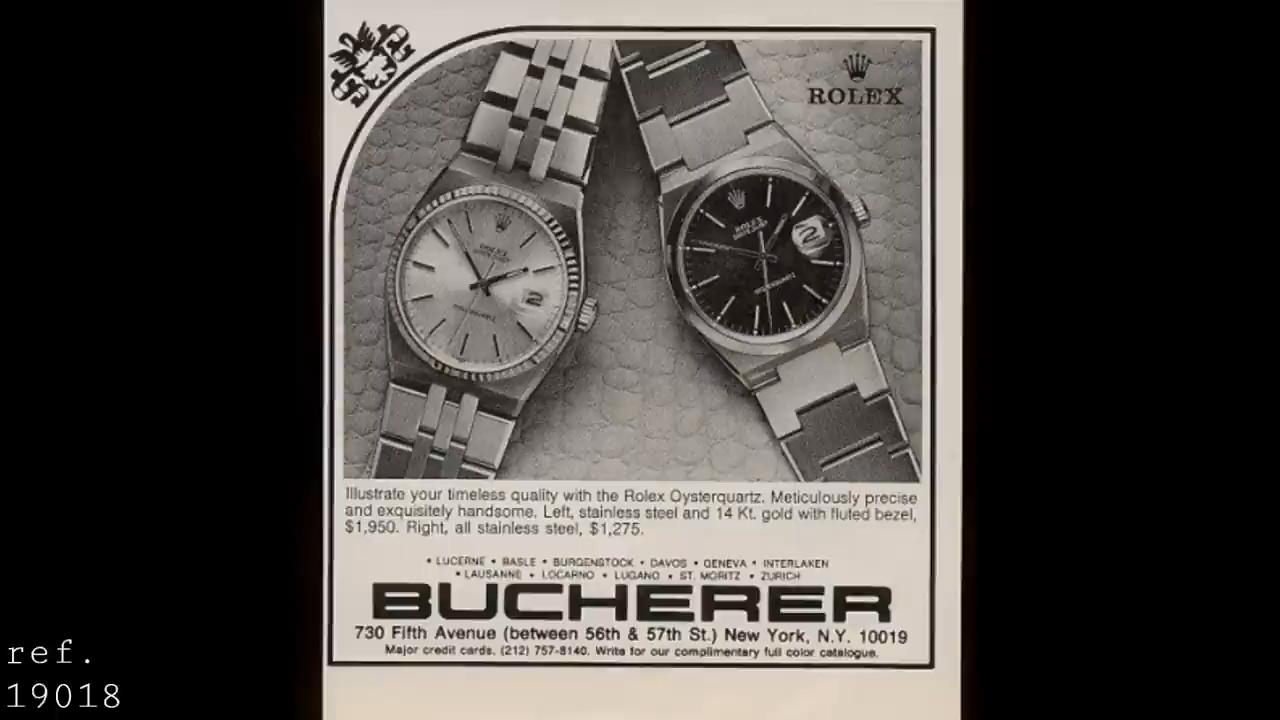 ROLEX
ROLEX
ROLEX
Illustrate your timeless quality with the Rolex Oysterquartz. Meticulously precise
and exquisitely handsome. Left, stainless steel and 14 Kt. gold with fluted bezel,
$1,950. Right, all stainless steel, $1,275.
• LUCERNE • BASLE • BURGENSTOCK • DAVOS • GENEVA • INTERLAKEN
• LAUSANNE • LOCARNO • LUGANO • ST. MORITZ • ZURICH
BUCHERER
730 Fifth Avenue (between 56th & 57th St.) New York, N.Y. 10019
Major credit cards. (212) 757-8140. Write for our complimentary full color catalogue.
ref.
19018